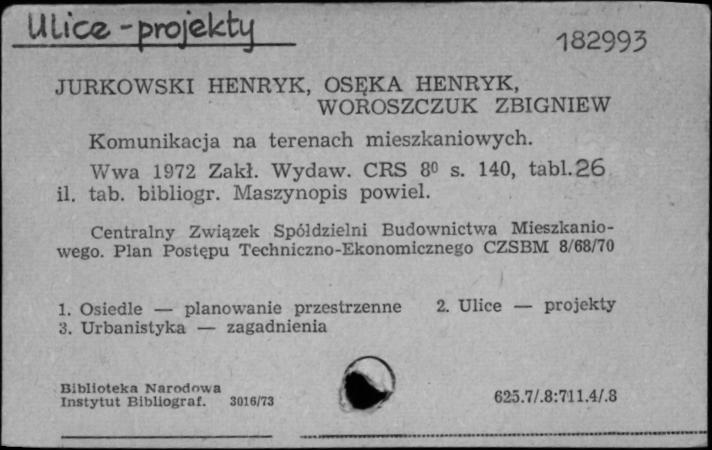 Ulice - projekty
182993
JURKOWSKI HENRYK, OSĘKA HENRYK,
WOROSZCZUK ZBIGNIEW
Komunikacja na terenach mieszkaniowych.
Wwa 1972 Zakł. Wydaw. CRS 8⁰ s. 140, tabl. 26
il. tab. bibliogr. Maszynopis powiel.
Centralny Związek Spółdzielni Budownictwa Mieszkanio-
wego. Plan Postępu Techniczno-Ekonomicznego CZSBM 8/68/70
1. Osiedle — planowanie przestrzenne 2. Ulice — projekty
3. Urbanistyka — zagadnienia
Biblioteka Narodowa
Instytut Bibliograf. 3016/73
625.7/.8:711.4/.8